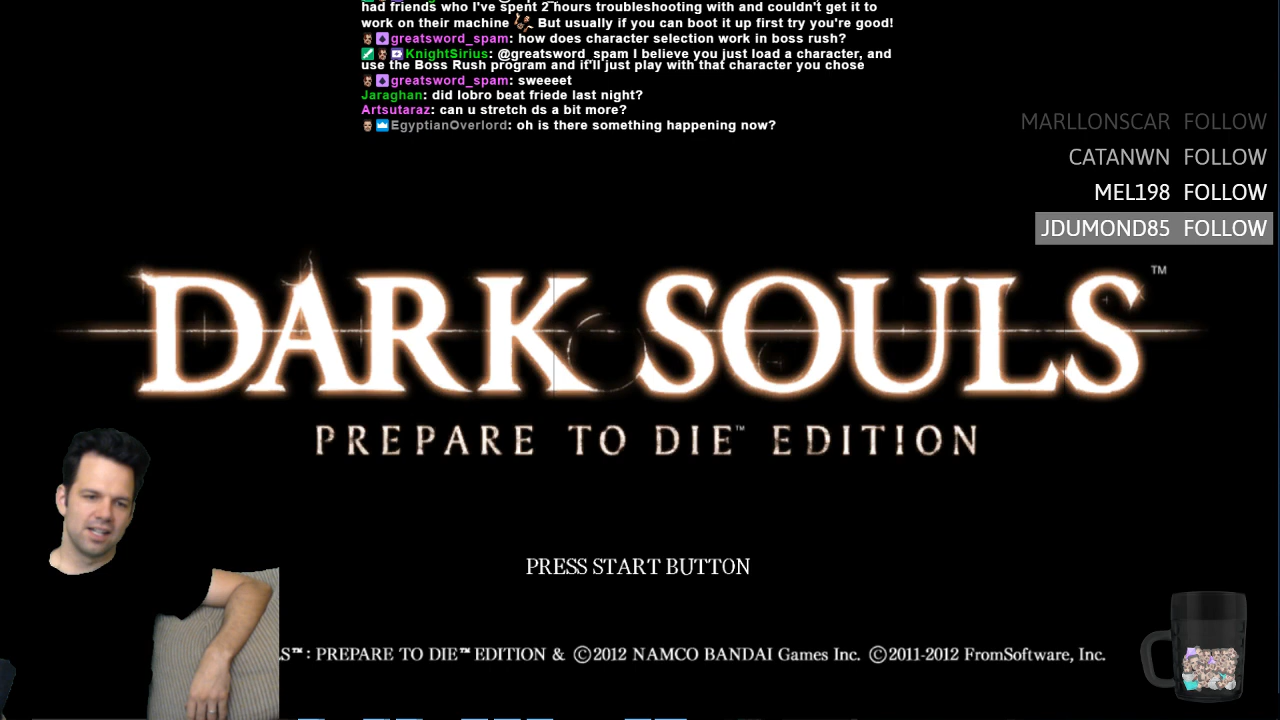 had friends who I've spent 2 hours troubleshooting with and couldn't get it to
work on their machine But usually if you can boot it up first try you're good!
greatsword_spam: how does character selection work in boss rush?
KnightSirius: @greatsword_spam I believe you just load a character, and
use the Boss Rush program and it'll just play with that character you chose
greatsword_spam: sweeeet
Jaraghan: did lobro beat friede last night?
Artsutaraz: can u stretch ds a bit more?
EgyptianOverlord: oh is there something happening now?
MARLLONSCAR FOLLOW
CATANWN FOLLOW
MEL198 FOLLOW
JDUMOND85 FOLLOW
DARK SOULS™
PREPARE TO DIE™ EDITION
PRESS START BUTTON
S™: PREPARE TO DIE™ EDITION & ©2012 NAMCO BANDAI Games Inc. ©2011-2012 FromSoftware, Inc.